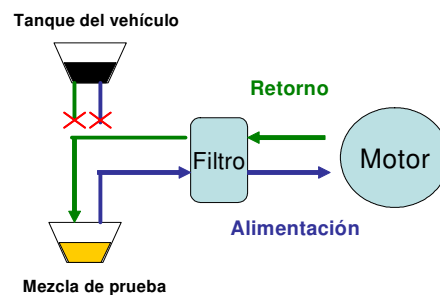 Tanque del vehículo
Retorno
Filtro
Motor
Alimentación
Mezcla de prueba